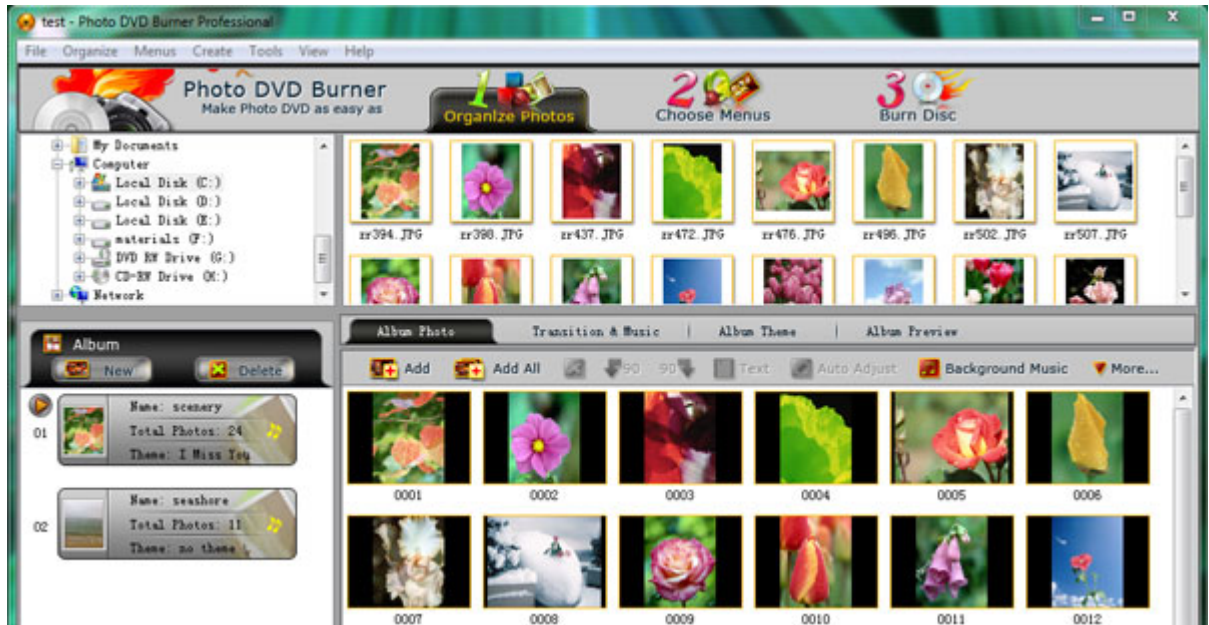 test - Photo DVD Burner Professional
File Organize Menus Create Tools View Help
Photo DVD Burner
Make Photo DVD as easy as
1 Organize Photos
2 Choose Menus
3 Burn Disc
My Documents
Computer
Local Disk (C:)
Local Disk (D:)
Local Disk (E:)
materials (F:)
DVD RW Drive (G:)
CD-RW Drive (H:)
Network
zr394.JPG zr398.JPG zr437.JPG zr472.JPG zr476.JPG zr496.JPG zr502.JPG zr507.JPG
Album
New Delete
01
Name: scenery
Total Photos: 24
Theme: I Miss You
02
Name: seashore
Total Photos: 11
Theme: no theme
Album Photo Transition & Music | Album Theme | Album Preview
Add Add All 90 90 Text Auto Adjust Background Music More...
0001 0002 0003 0004 0005 0006
0007 0008 0009 0010 0011 0012